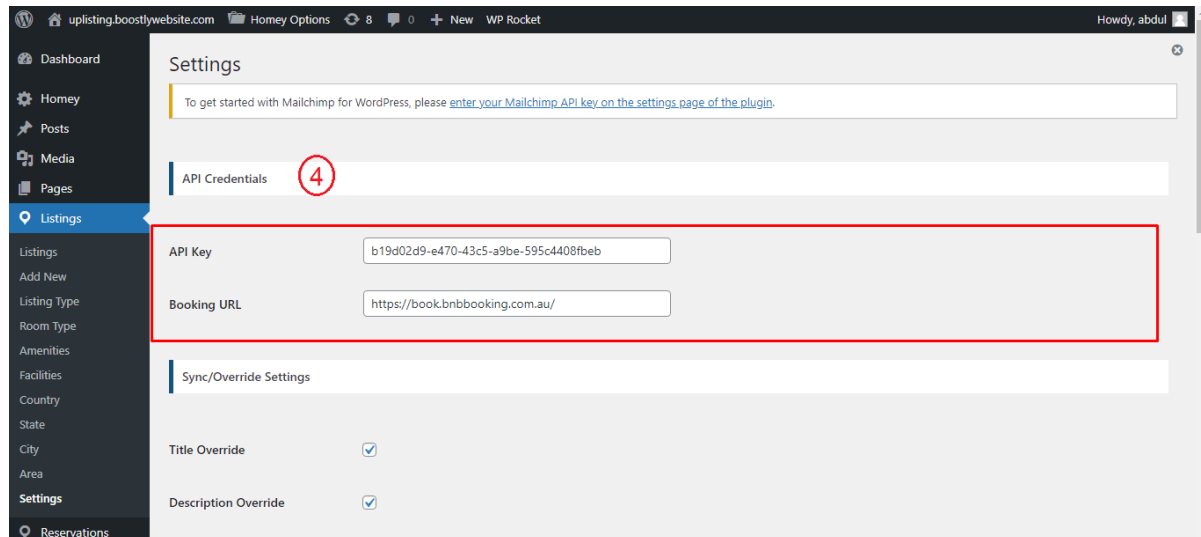 uplisting.boostlywebsite.com Homey Options 8 0 New WP Rocket Howdy, abdul
Dashboard
Homey
Posts
Media
Pages
Listings
Listings
Add New
Listing Type
Room Type
Amenities
Facilities
Country
State
City
Area
Settings
Reservations
Settings
To get started with Mailchimp for WordPress, please enter your Mailchimp API key on the settings page of the plugin.
API Credentials 4
API Key b19d02d9-e470-43c5-a9be-595c4408fbeb
Booking URL https://book.bnbbooking.com.au/
Sync/Override Settings
Title Override
Description Override